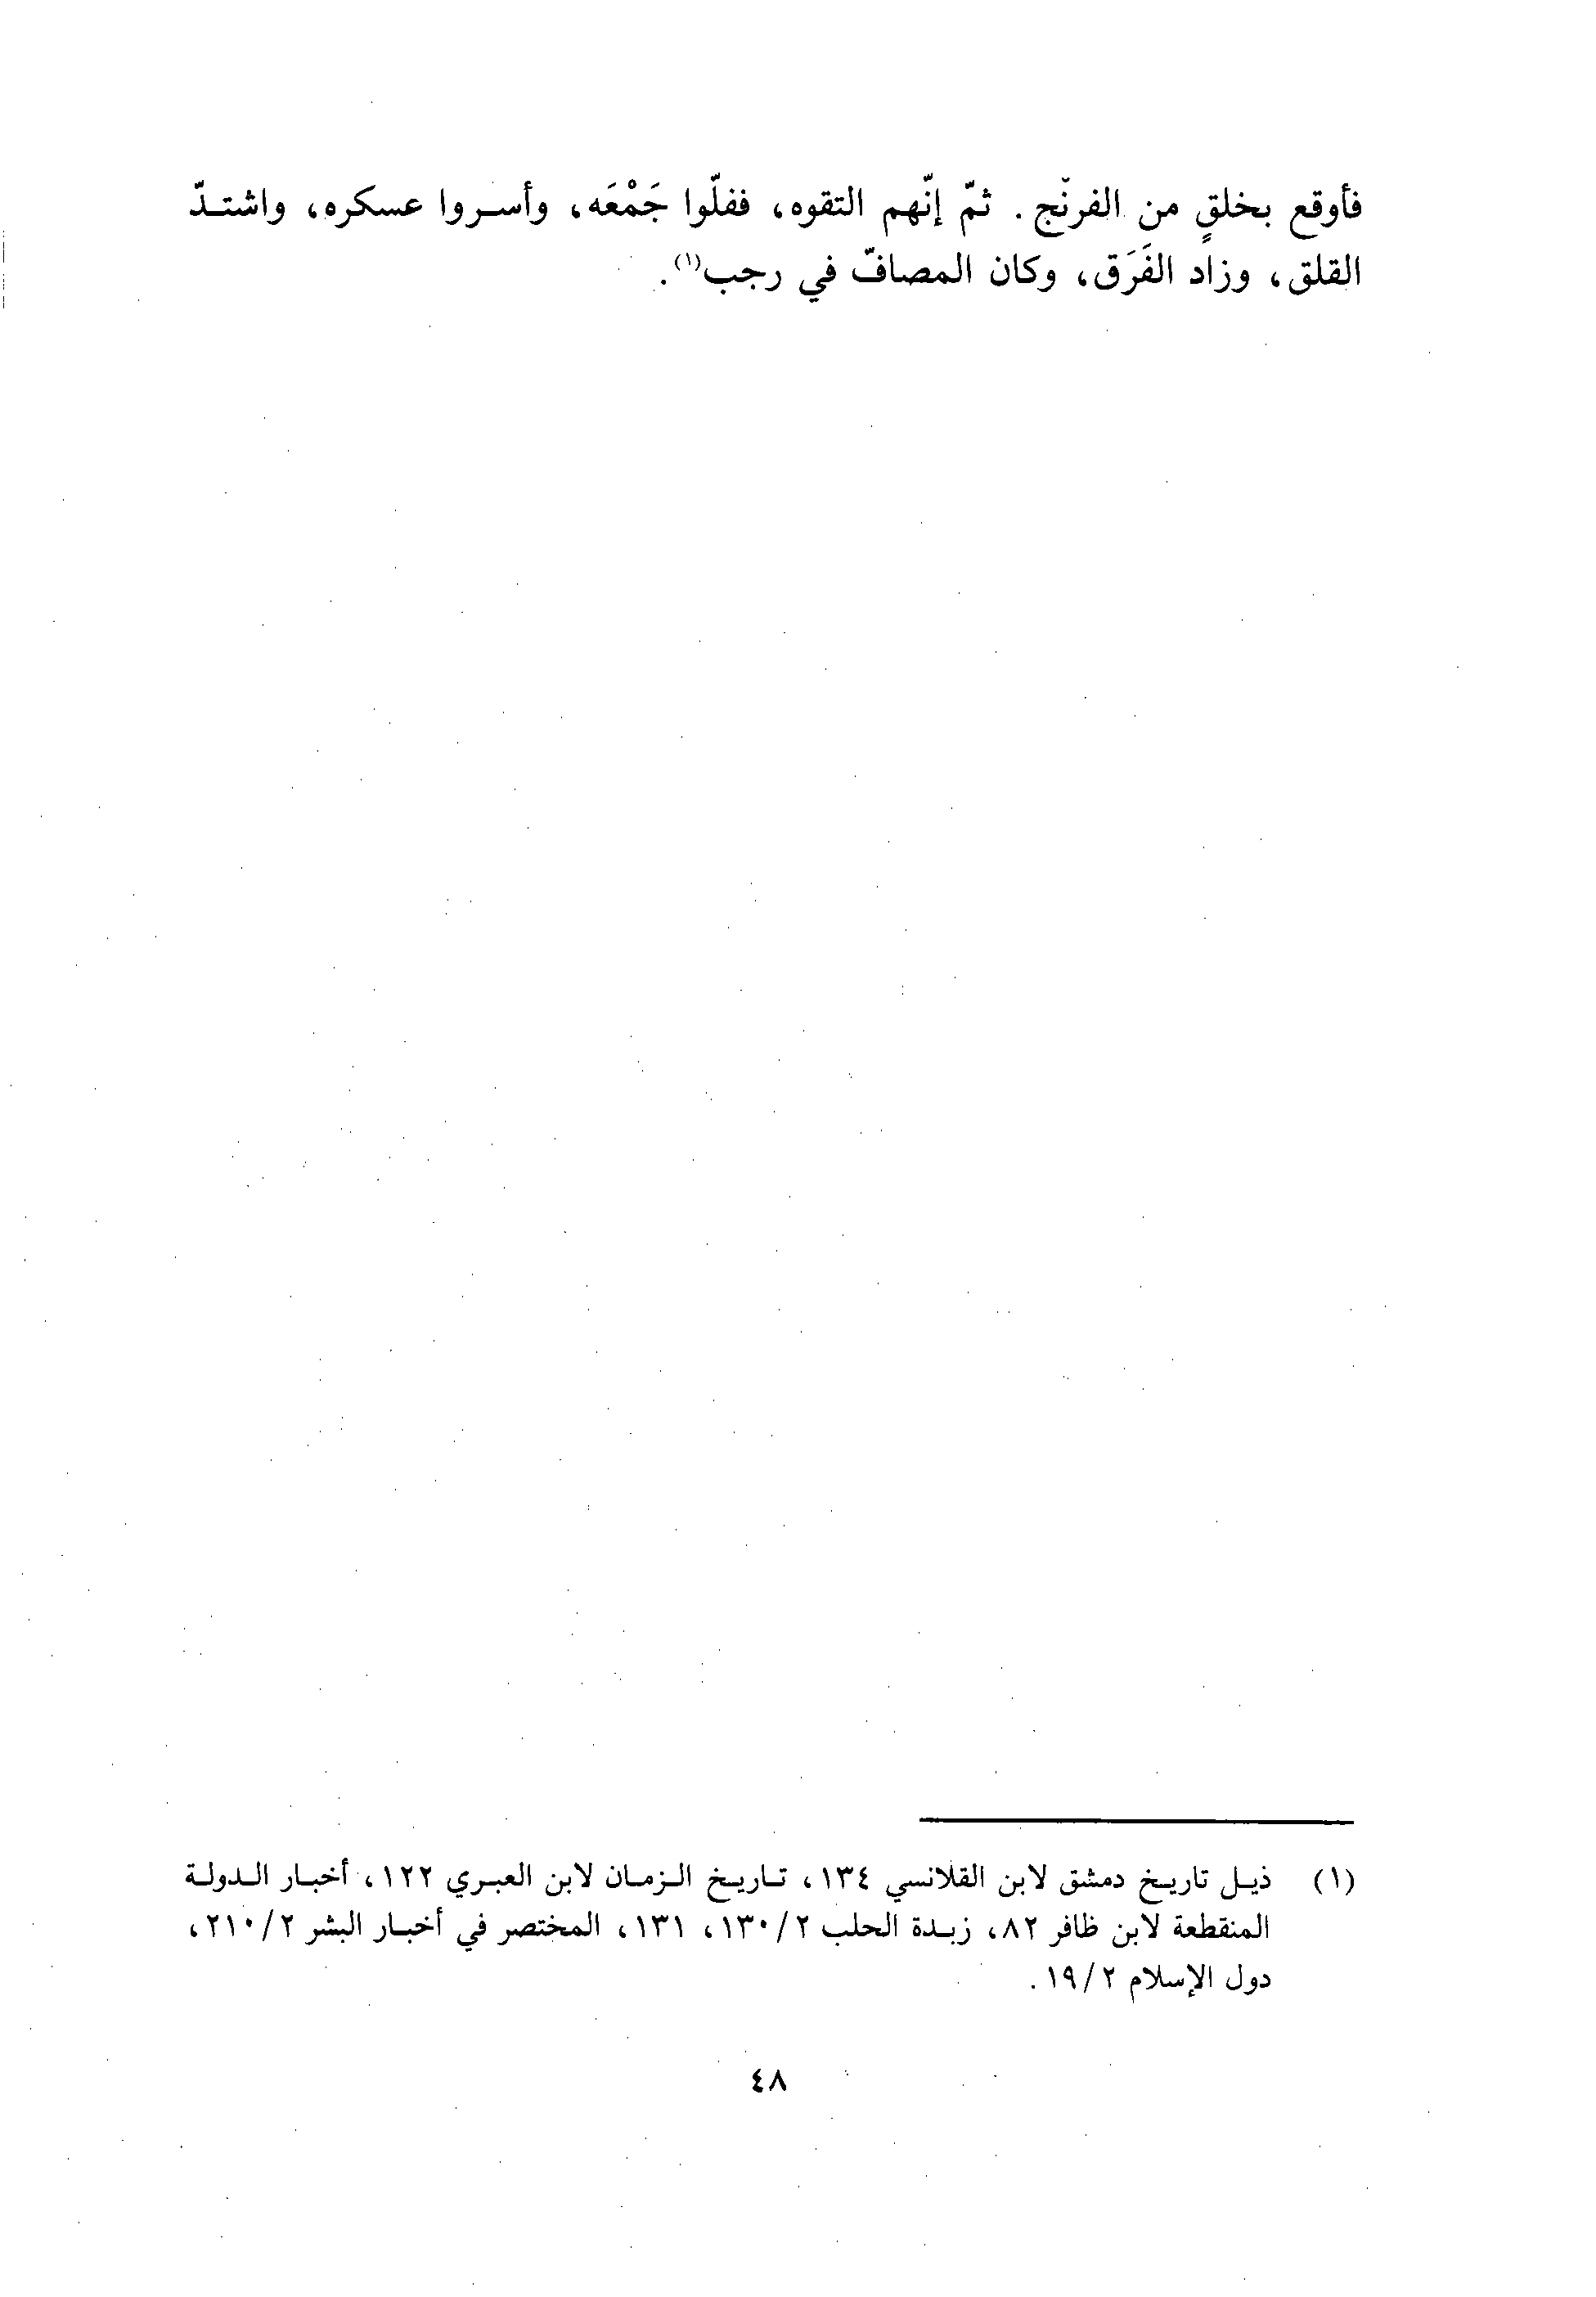 فأوقع بخلقٍ من الفرنْج. ثمّ إنّهم التقوه، ففلّوا جَمْعَه، وأسروا عسكره، واشتدّ
القلق، وزاد الفَرَق، وكان المصافّ في رجب(١).
(١) ذيل تاريخ دمشق لابن القلانسي ١٣٤، تاريخ الزمان لابن العبري ١٢٢، أخبار الدولة
المنقطعة لابن ظافر ٨٢، زبدة الحلب ١٣٠/٢، ١٣١، المختصر في أخبار البشر ٢١٠/٢،
دول الإسلام ١٩/٢.
٤٨